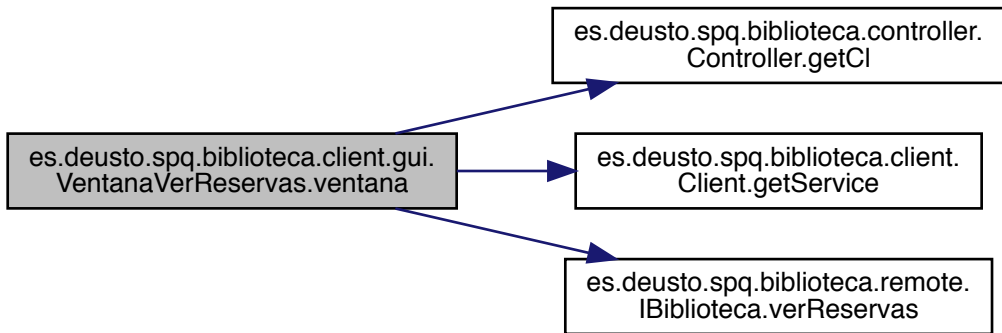 es.deusto.spq.biblioteca.controller.
Controller.getCl
es.deusto.spq.biblioteca.client.gui.
VentanaVerReservas.ventana
es.deusto.spq.biblioteca.client.
Client.getService
es.deusto.spq.biblioteca.remote.
IBiblioteca.verReservas